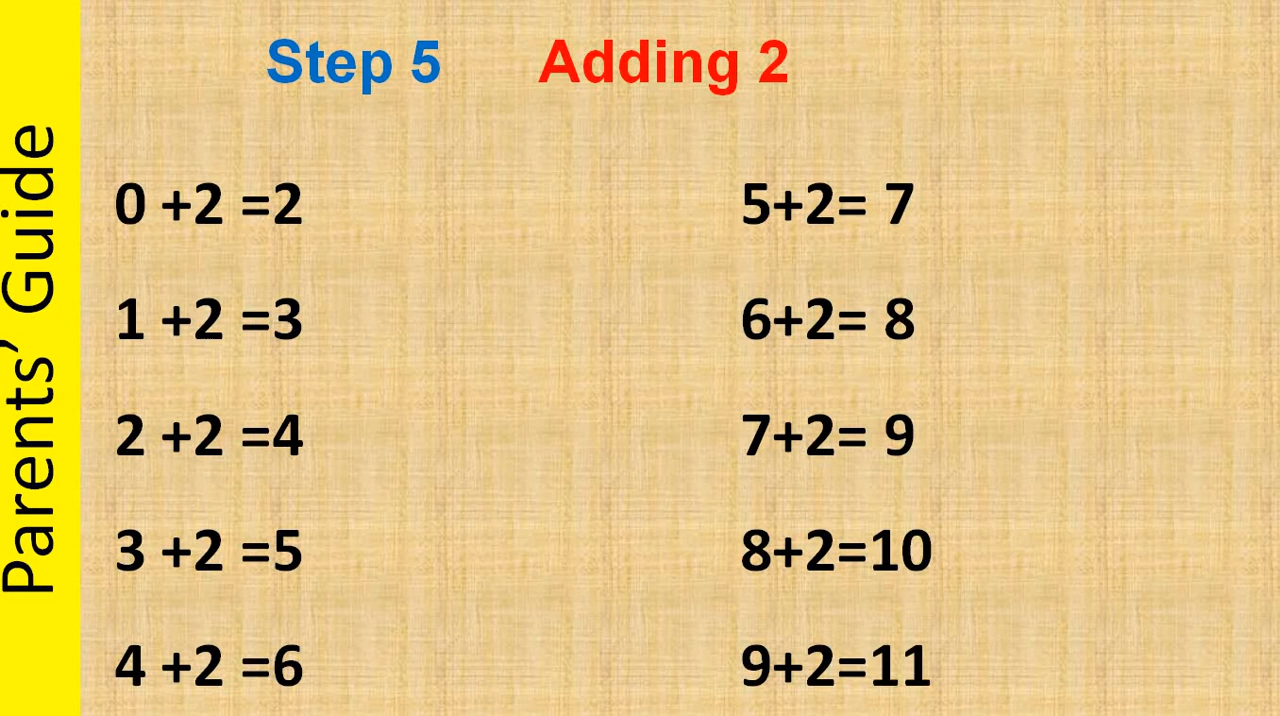 Parents’ Guide
Step 5 Adding 2
0 +2 =2
1 +2 =3
2 +2 =4
3 +2 =5
4 +2 =6
5+2= 7
6+2= 8
7+2= 9
8+2=10
9+2=11